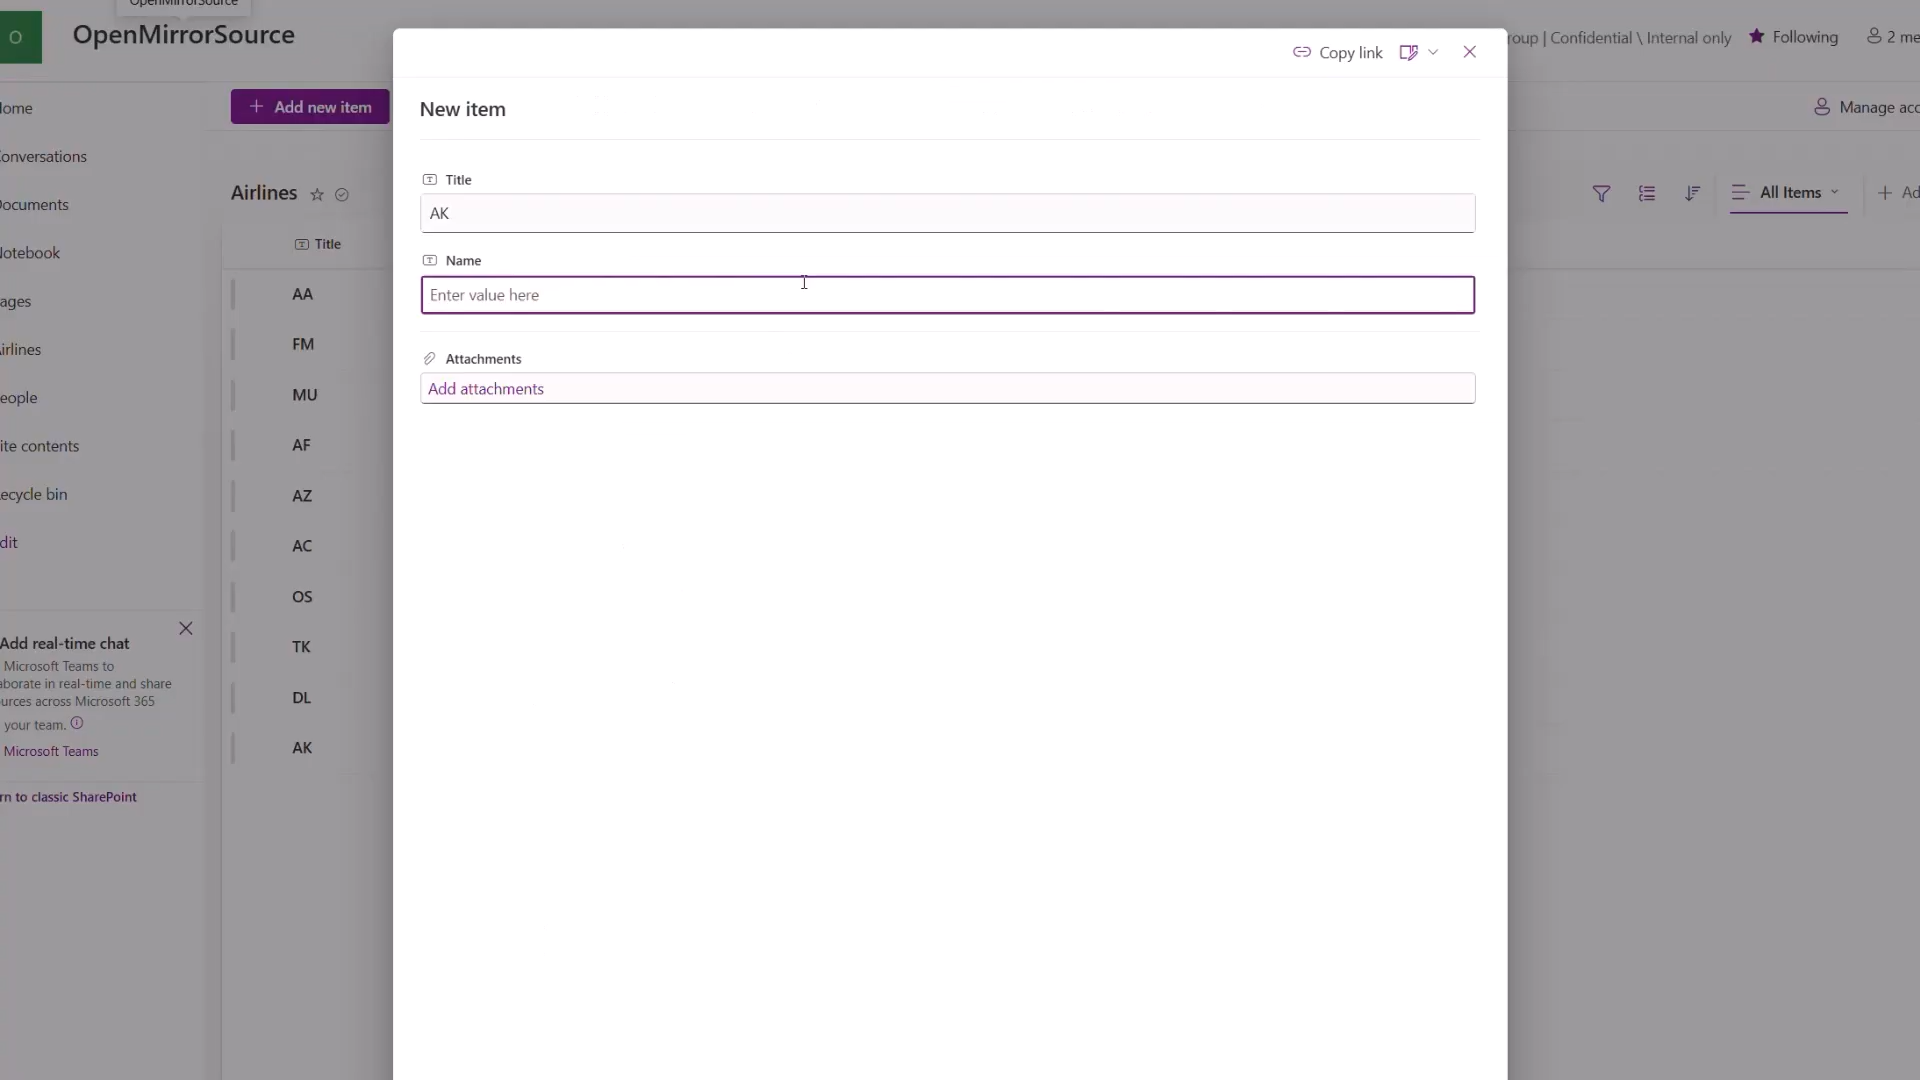 OpenMirrorSource
O
OpenMirrorSource
roup | Confidential \ Internal only
Following
2 me
Copy link
ome
Add new item
New item
Manage acc
onversations
Title
AK
ocuments
Airlines
All Items
Ad
Title
otebook
Name
Enter value here
AA
ages
FM
irlines
Attachments
Add attachments
MU
eople
AF
ite contents
ecycle bin
AZ
dit
AC
OS
Add real-time chat
Microsoft Teams to
aborate in real-time and share
urces across Microsoft 365
your team.
Microsoft Teams
TK
DL
AK
rn to classic SharePoint